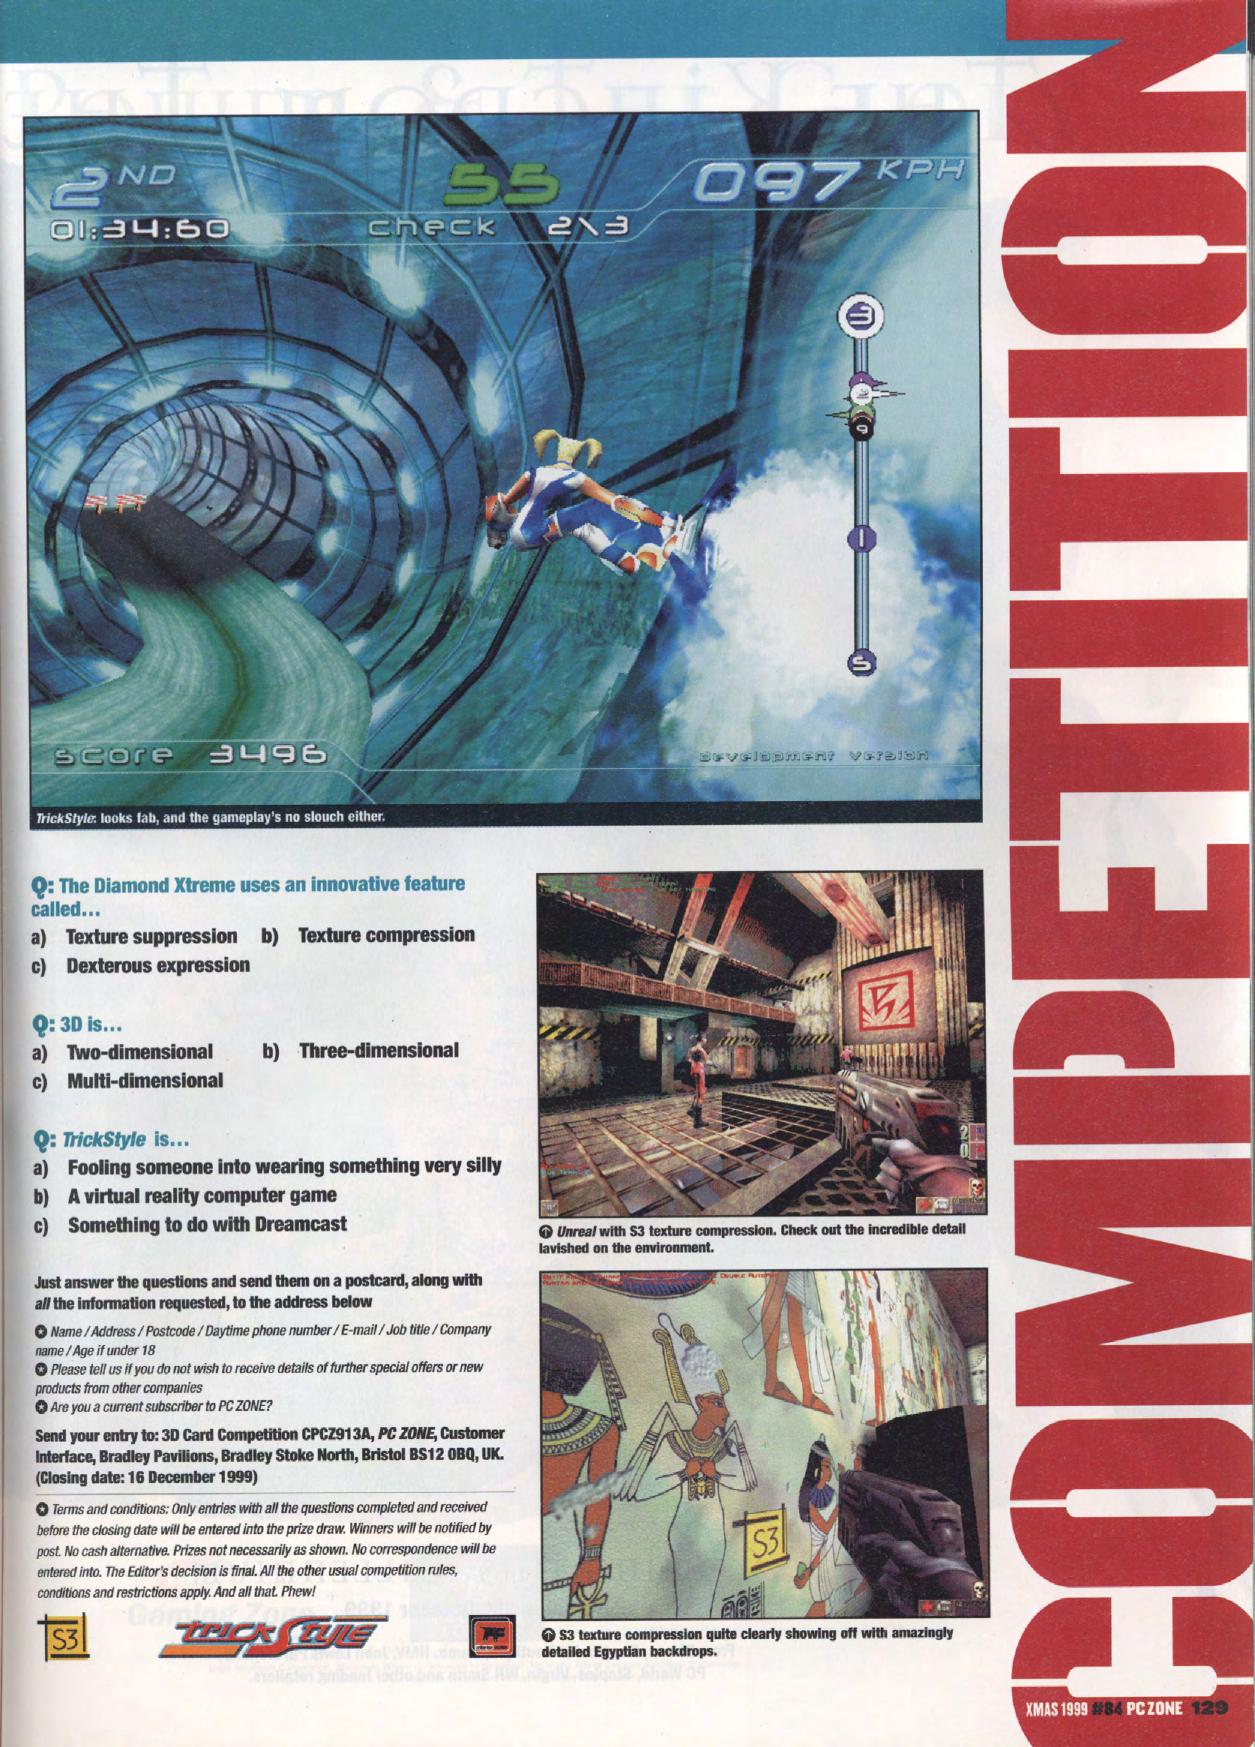 2ND
55
097 KPH
01:34:60
check 2\3
3
9
1
5
score 3496
development version
TrickStyle: looks fab, and the gameplay's no slouch either.
COMPETITION
Q: The Diamond Xtreme uses an innovative feature
called...
a) Texture suppression b) Texture compression
c) Dexterous expression
Q: 3D is...
a) Two-dimensional b) Three-dimensional
c) Multi-dimensional
Q: TrickStyle is...
a) Fooling someone into wearing something very silly
b) A virtual reality computer game
c) Something to do with Dreamcast
Just answer the questions and send them on a postcard, along with
all the information requested, to the address below
Name / Address / Postcode / Daytime phone number / E-mail / Job title / Company
name / Age if under 18
Please tell us if you do not wish to receive details of further special offers or new
products from other companies
Are you a current subscriber to PC ZONE?
Send your entry to: 3D Card Competition CPCZ913A, PC ZONE, Customer
Interface, Bradley Pavilions, Bradley Stoke North, Bristol BS12 0BQ, UK.
(Closing date: 16 December 1999)
Terms and conditions: Only entries with all the questions completed and received
before the closing date will be entered into the prize draw. Winners will be notified by
post. No cash alternative. Prizes not necessarily as shown. No correspondence will be
entered into. The Editor's decision is final. All the other usual competition rules,
conditions and restrictions apply. And all that. Phew!
S3
TrickStyle
Unreal with S3 texture compression. Check out the incredible detail
lavished on the environment.
S3
S3 texture compression quite clearly showing off with amazingly
detailed Egyptian backdrops.
XMAS 1999 #84 PC ZONE 129